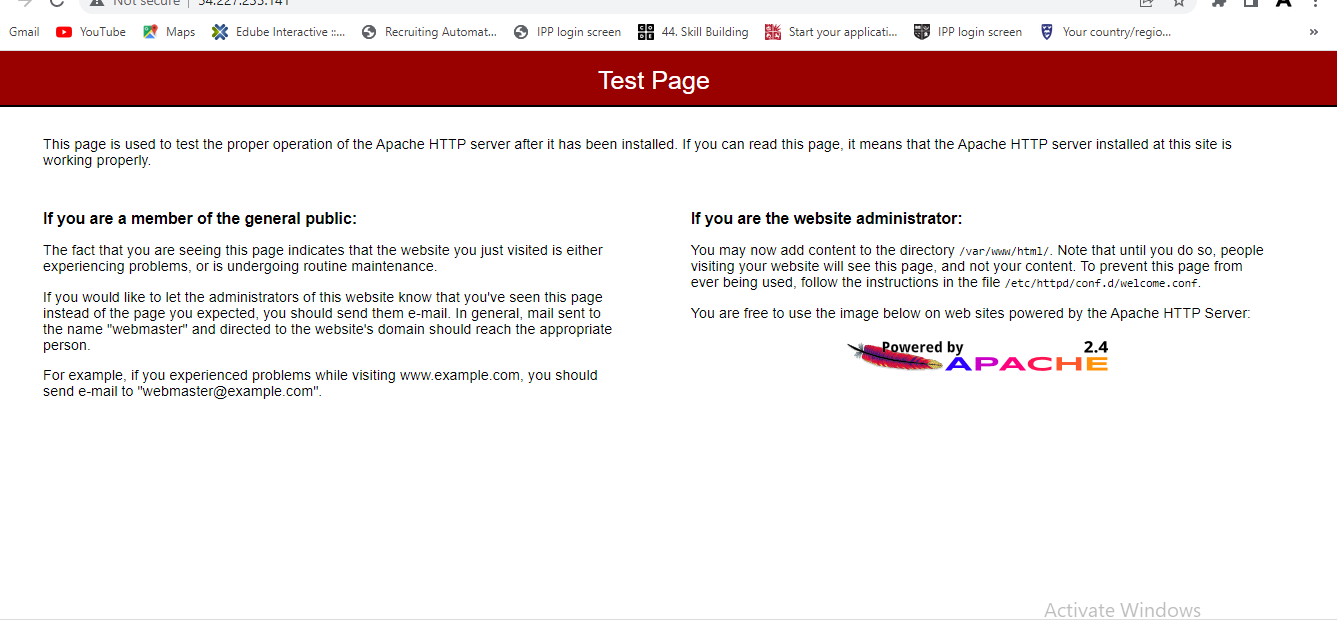 Not secure | 54.227.255.141
Gmail YouTube Maps Edube Interactive ::... Recruiting Automat... IPP login screen 44. Skill Building Start your applicati... IPP login screen Your country/regio... »
Test Page
This page is used to test the proper operation of the Apache HTTP server after it has been installed. If you can read this page, it means that the Apache HTTP server installed at this site is
working properly.
If you are a member of the general public:
The fact that you are seeing this page indicates that the website you just visited is either
experiencing problems, or is undergoing routine maintenance.
If you would like to let the administrators of this website know that you've seen this page
instead of the page you expected, you should send them e-mail. In general, mail sent to
the name "webmaster" and directed to the website's domain should reach the appropriate
person.
For example, if you experienced problems while visiting www.example.com, you should
send e-mail to "webmaster@example.com".
If you are the website administrator:
You may now add content to the directory /var/www/html/. Note that until you do so, people
visiting your website will see this page, and not your content. To prevent this page from
ever being used, follow the instructions in the file /etc/httpd/conf.d/welcome.conf.
You are free to use the image below on web sites powered by the Apache HTTP Server:
Powered by 2.4
APACHE
Activate Windows